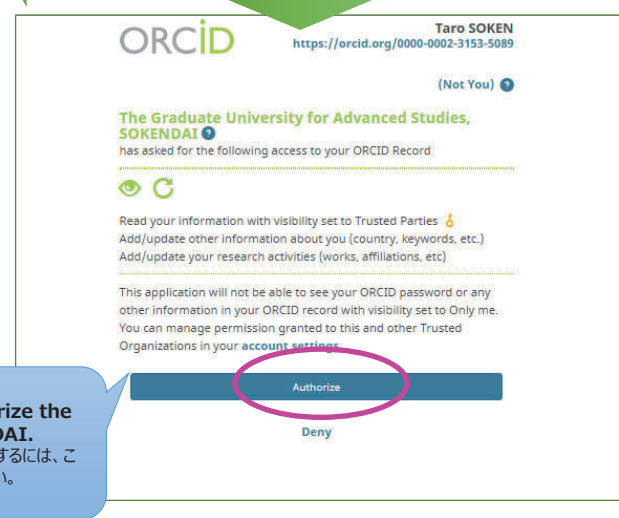 ORCiD
Taro SOKEN
https://orcid.org/0000-0002-3153-5089
(Not You) ?
The Graduate University for Advanced Studies,
SOKENDAI ?
has asked for the following access to your ORCID Record
Read your information with visibility set to Trusted Parties
Add/update other information about you (country, keywords, etc.)
Add/update your research activities (works, affiliations, etc)
This application will not be able to see your ORCID password or any
other information in your ORCID record with visibility set to Only me.
You can manage permission granted to this and other Trusted
Organizations in your account settings.
Authorize
Deny
rize the
DAI.
するには、こ
い。